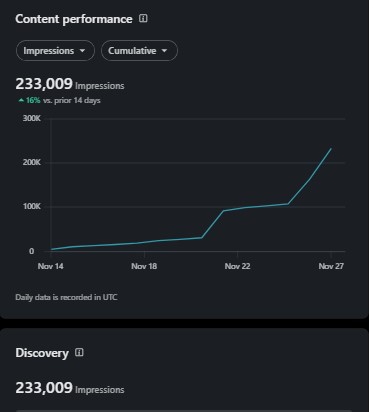 Content performance
Impressions Cumulative
233,009 Impressions
16% vs. prior 14 days
300K
200K
100K
0
Nov 14 Nov 18 Nov 22 Nov 27
Daily data is recorded in UTC
Discovery
233,009 Impressions